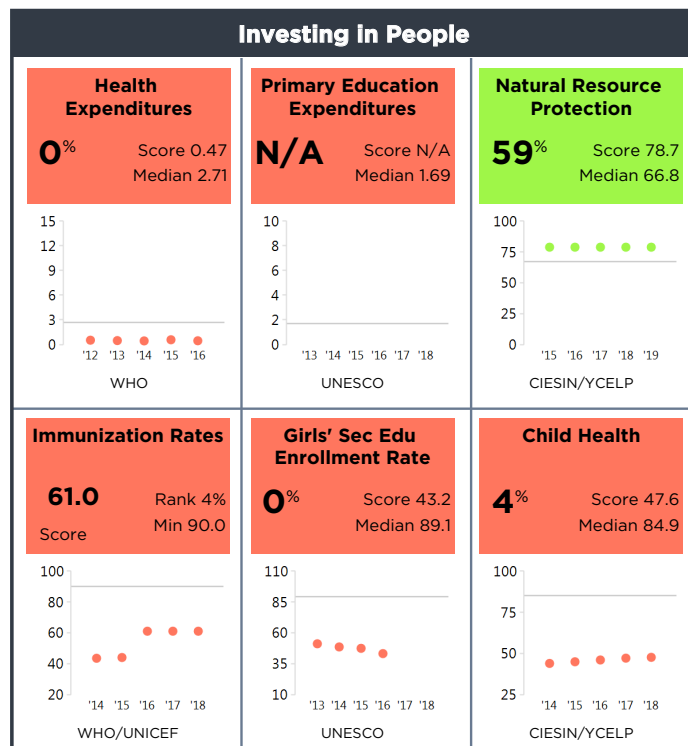 Investing in People
Health
Expenditures
0%
Score 0.47
Median 2.71
15
12
9
6
3
0
'12 '13 '14 '15 '16
WHO
Primary Education
Expenditures
N/A
Score N/A
Median 1.69
10
8
6
4
2
0
'13 '14 '15 '16 '17 '18
UNESCO
Natural Resource
Protection
59%
Score 78.7
Median 66.8
100
75
50
25
0
'15 '16 '17 '18 '19
CIESIN/YCELP
Immunization Rates
61.0
Score
Rank 4%
Min 90.0
100
80
60
40
20
'14 '15 '16 '17 '18
WHO/UNICEF
Girls' Sec Edu
Enrollment Rate
0%
Score 43.2
Median 89.1
110
85
60
35
10
'13 '14 '15 '16 '17 '18
UNESCO
Child Health
4%
Score 47.6
Median 84.9
100
75
50
25
'14 '15 '16 '17 '18
CIESIN/YCELP